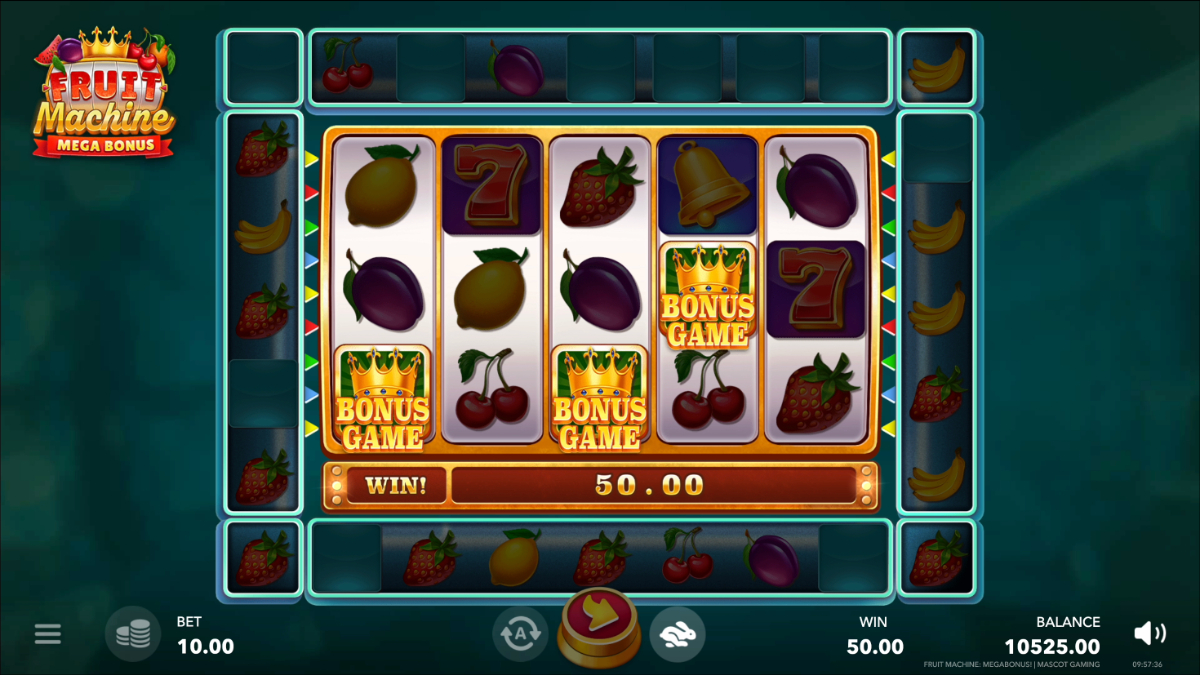 FRUIT
Machine
MEGA BONUS
7
7
BONUS
GAME
BONUS
GAME
BONUS
GAME
WIN!
50.00
BET
10.00
A
WIN
50.00
BALANCE
10525.00
FRUIT MACHINE: MEGABONUS! | MASCOT GAMING
09:57:36